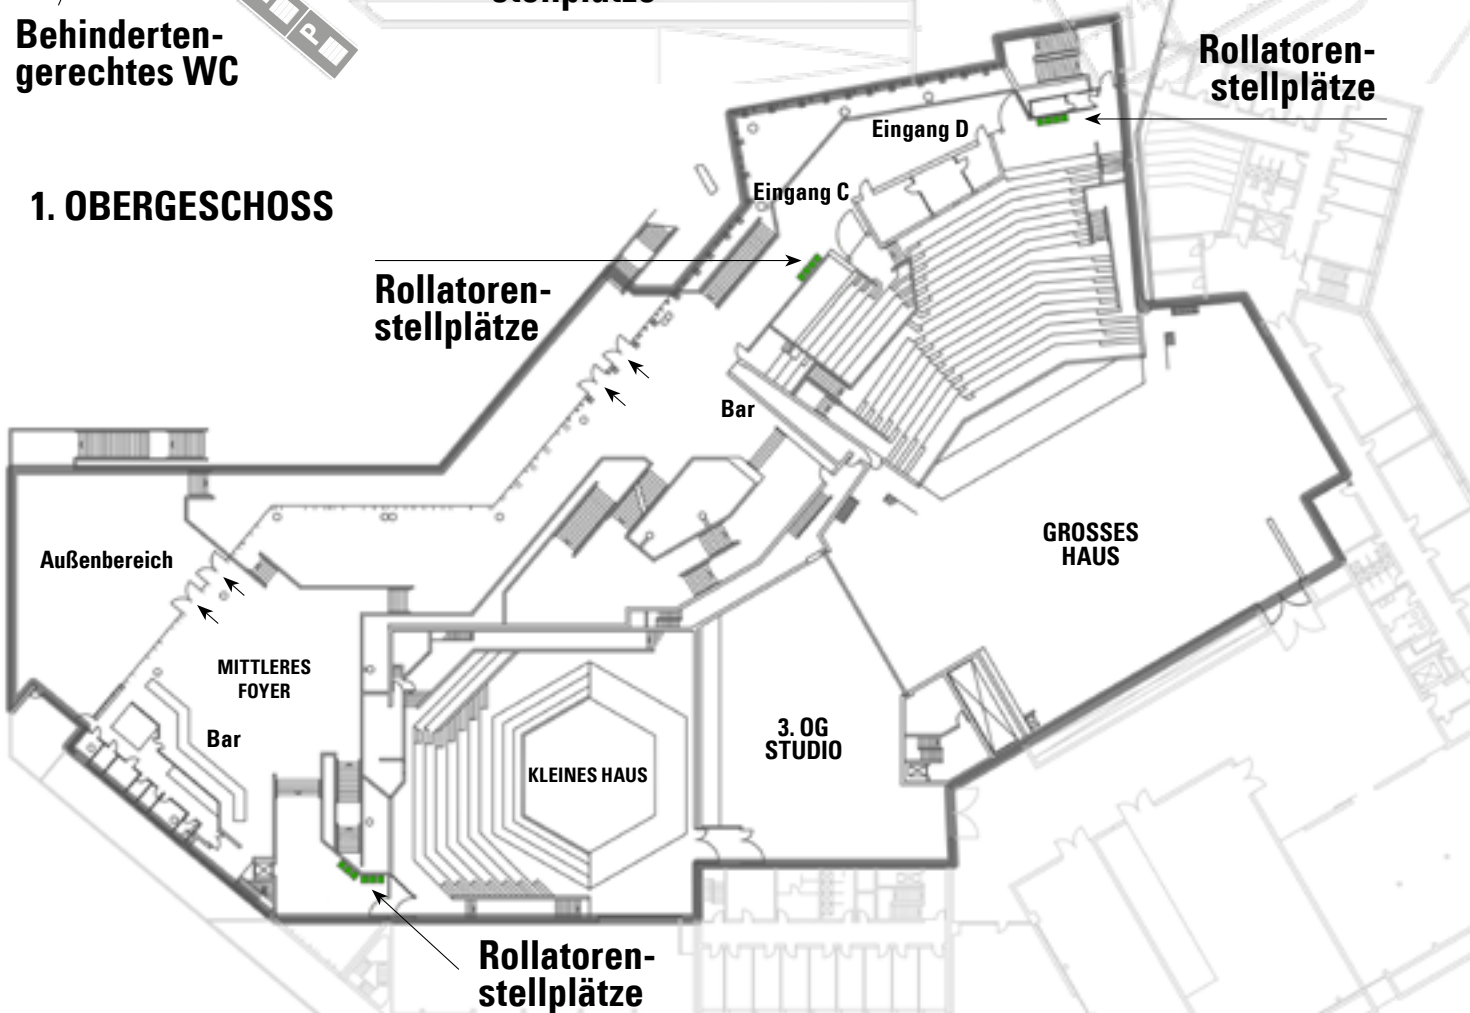 stellplätze
Behinderten-
gerechtes WC
P
Rollatoren-
stellplätze
Eingang D
Eingang C
1. OBERGESCHOSS
Rollatoren-
stellplätze
Bar
Außenbereich
GROSSES
HAUS
MITTLERES
FOYER
Bar
3. OG
STUDIO
KLEINES HAUS
Rollatoren-
stellplätze